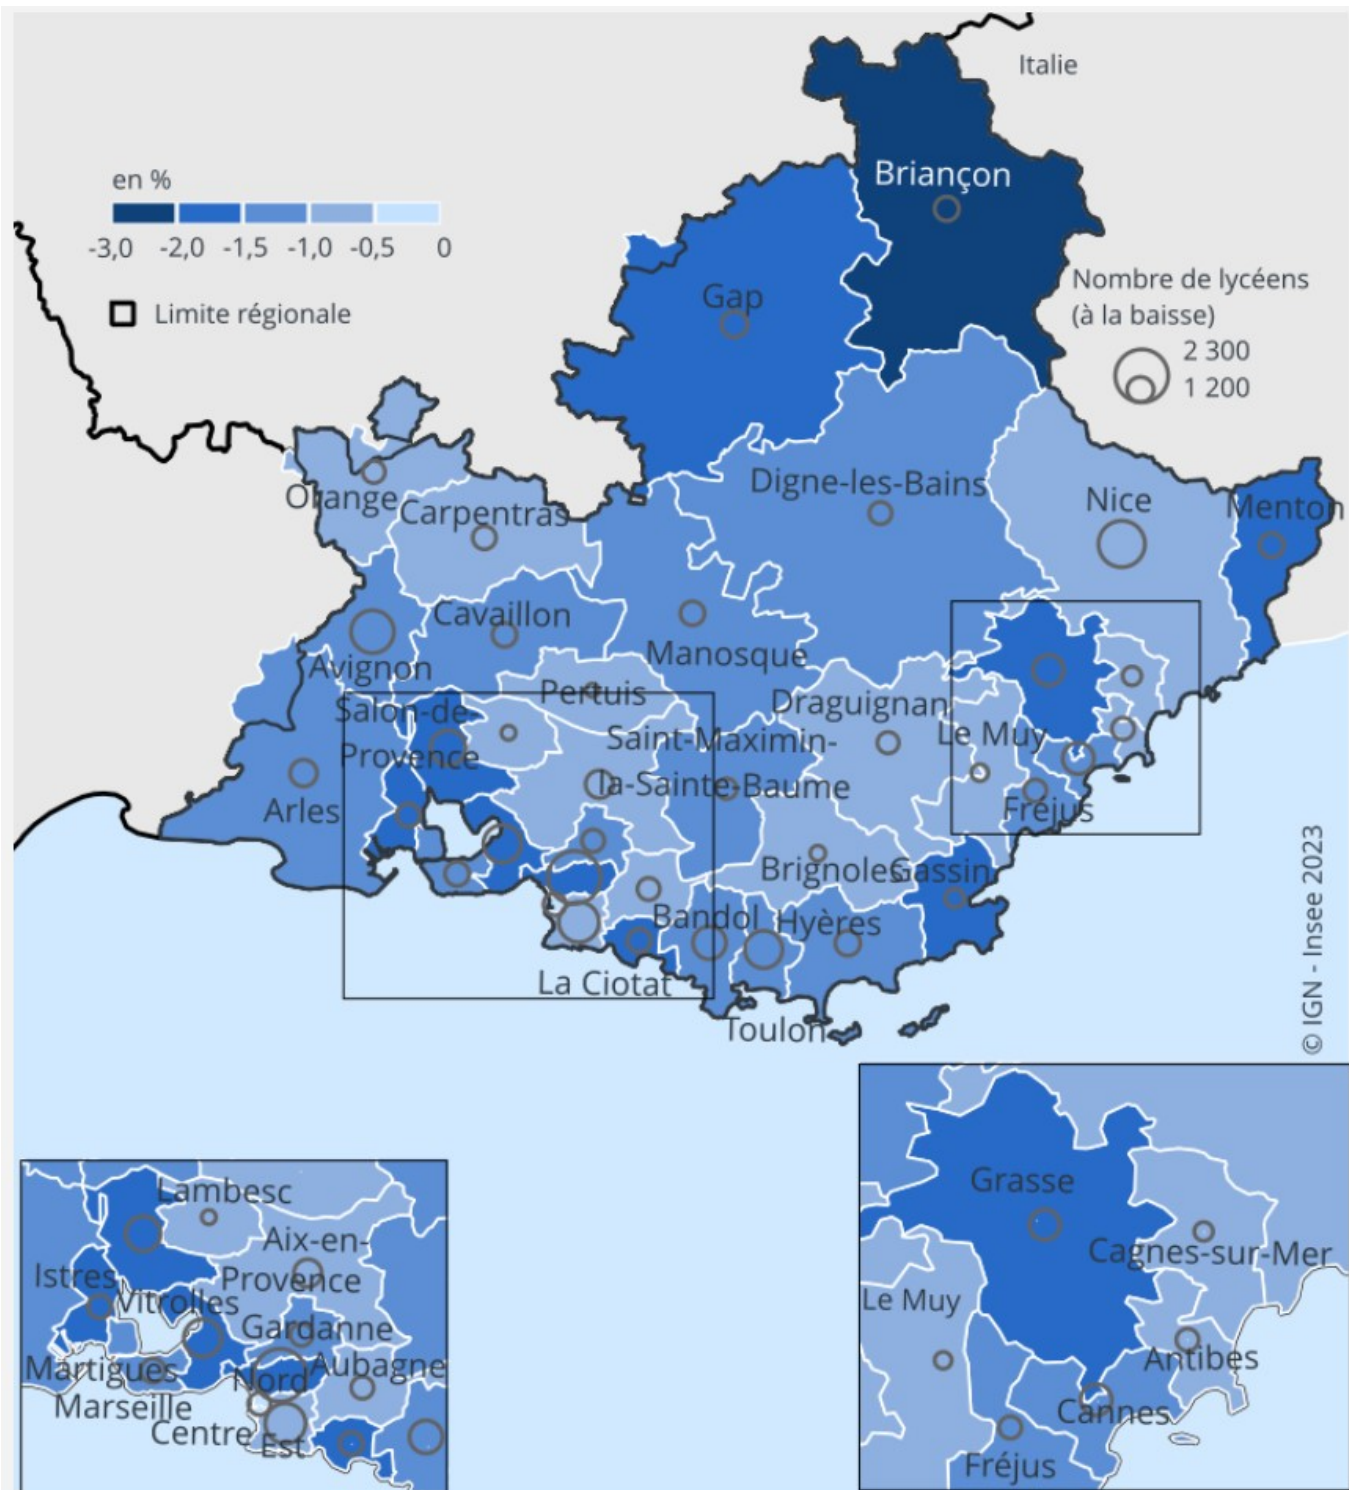 Italie
en %
-3,0 -2,0 -1,5 -1,0 -0,5 0
Limite régionale
Briançon
Nombre de lycéens
(à la baisse)
2 300
1 200
Gap
Orange
Carpentras
Digne-les-Bains
Nice
Menton
Cavaillon
Avignon
Manosque
Pertuis
Salon-de-
Provence
Draguignan
Le Muy
Saint-Maximin-
la-Sainte-Baume
Arles
Fréjus
Brignoles
Gassin
Bandol
Hyères
La Ciotat
Toulon
© IGN - Insee 2023
Lambesc
Aix-en-
Provence
Istres
Vitrolles
Gardanne
Martigues
Nord
Aubagne
Marseille
Centre
Est
Grasse
Cagnes-sur-Mer
Le Muy
Antibes
Cannes
Fréjus